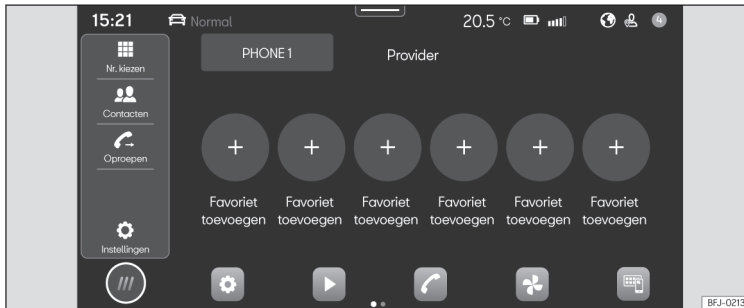 15:21 Normal 20.5 °C 4
PHONE 1 Provider
Nr. kiezen
Contacten
Oproepen
Instellingen
Favoriet toevoegen
Favoriet toevoegen
Favoriet toevoegen
Favoriet toevoegen
Favoriet toevoegen
Favoriet toevoegen
BFJ-0213